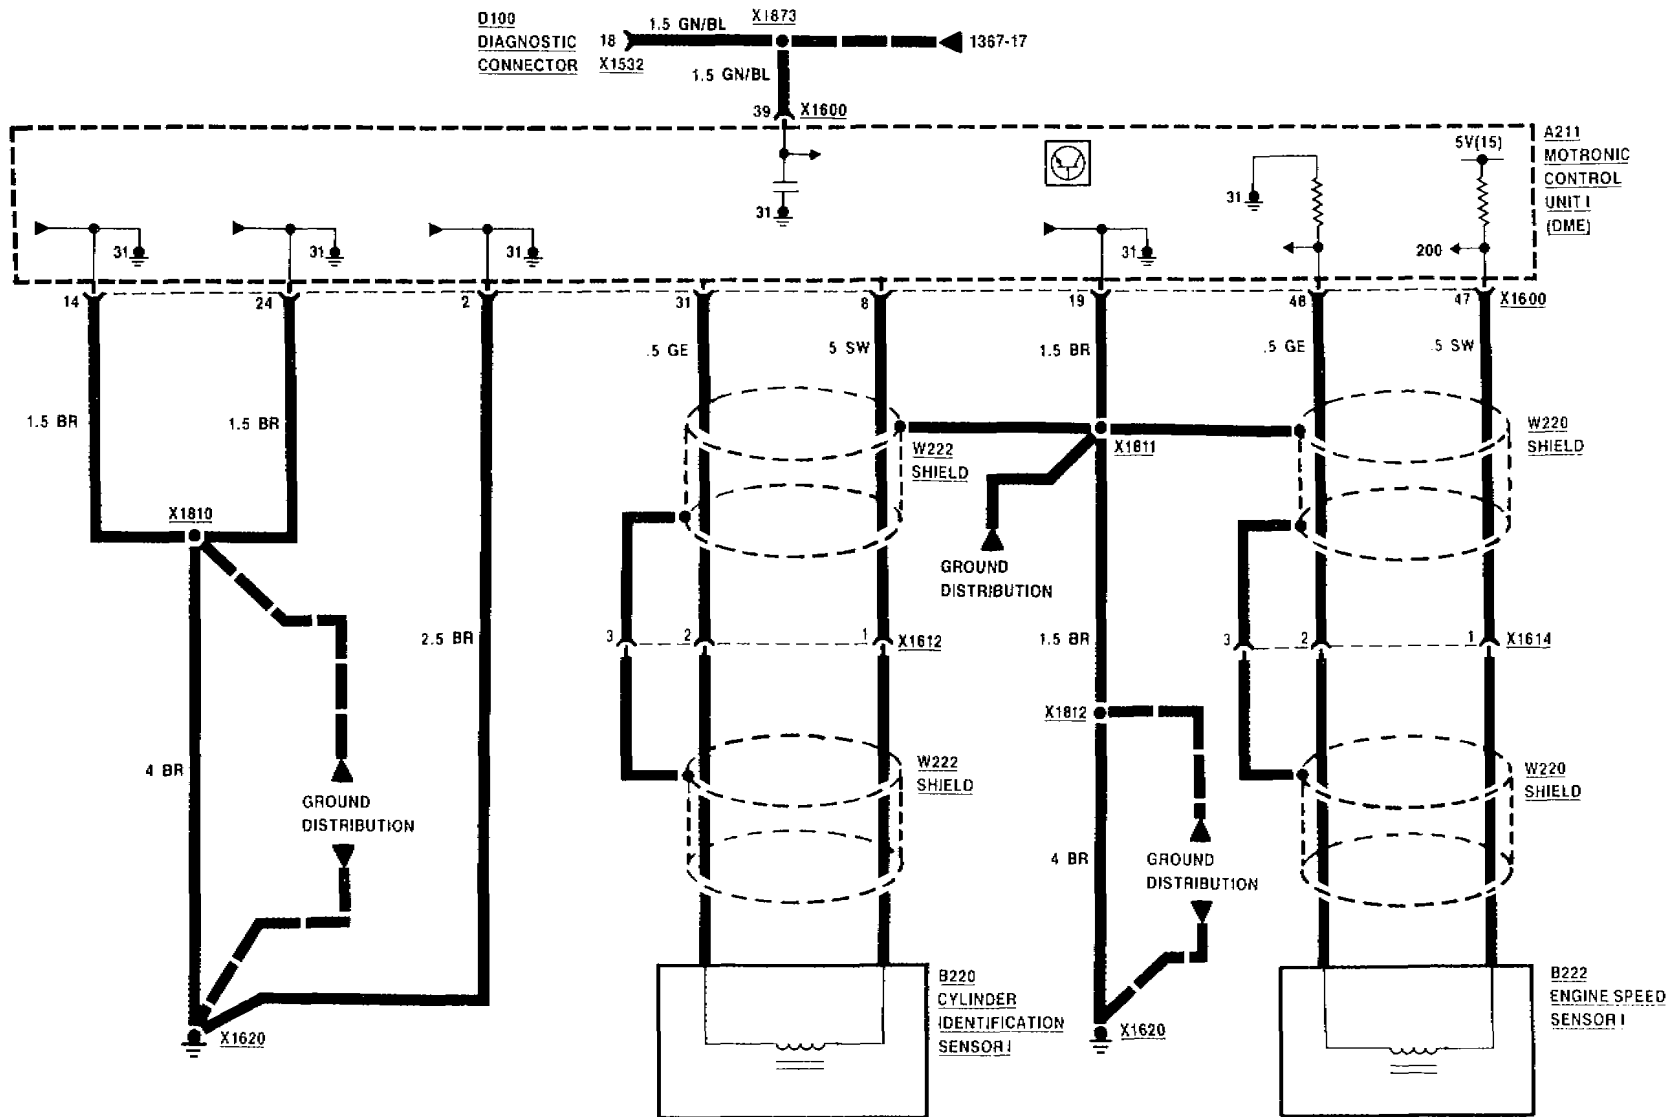 D100
DIAGNOSTIC
CONNECTOR
18
X1532
1.5 GN/BL
X1873
1367-17
1.5 GN/BL
39
X1600
A211
MOTRONIC
CONTROL
UNIT I
(DME)
5V(15)
31
31
31
31
31
31
31
200
14
24
2
31
8
19
48
47
X1600
.5 GE
5 SW
1.5 BR
.5 GE
.5 SW
1.5 BR
1.5 BR
W222
SHIELD
X1811
W220
SHIELD
X1810
GROUND
DISTRIBUTION
2.5 BR
3
2
1
X1612
1.5 BR
3
2
1
X1614
X1812
4 BR
W222
SHIELD
W220
SHIELD
GROUND
DISTRIBUTION
4 BR
GROUND
DISTRIBUTION
X1620
B220
CYLINDER
IDENTIFICATION
SENSOR I
X1620
B222
ENGINE SPEED
SENSOR I